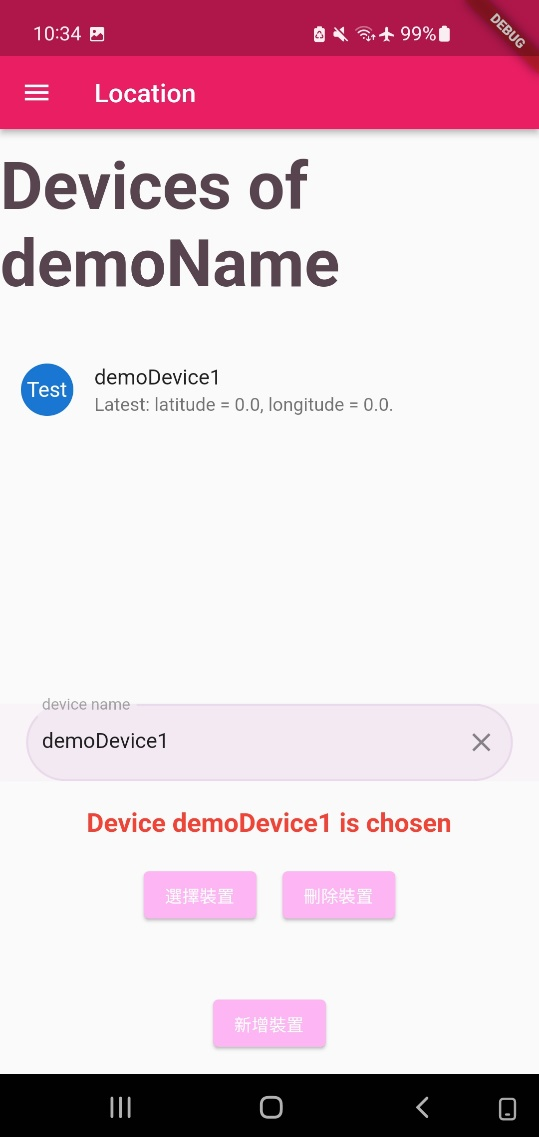 10:34
99%
DEBUG
Location
Devices of
demoName
Test
demoDevice1
Latest: latitude = 0.0, longitude = 0.0.
device name
demoDevice1
Device demoDevice1 is chosen
選擇裝置
刪除裝置
新增裝置